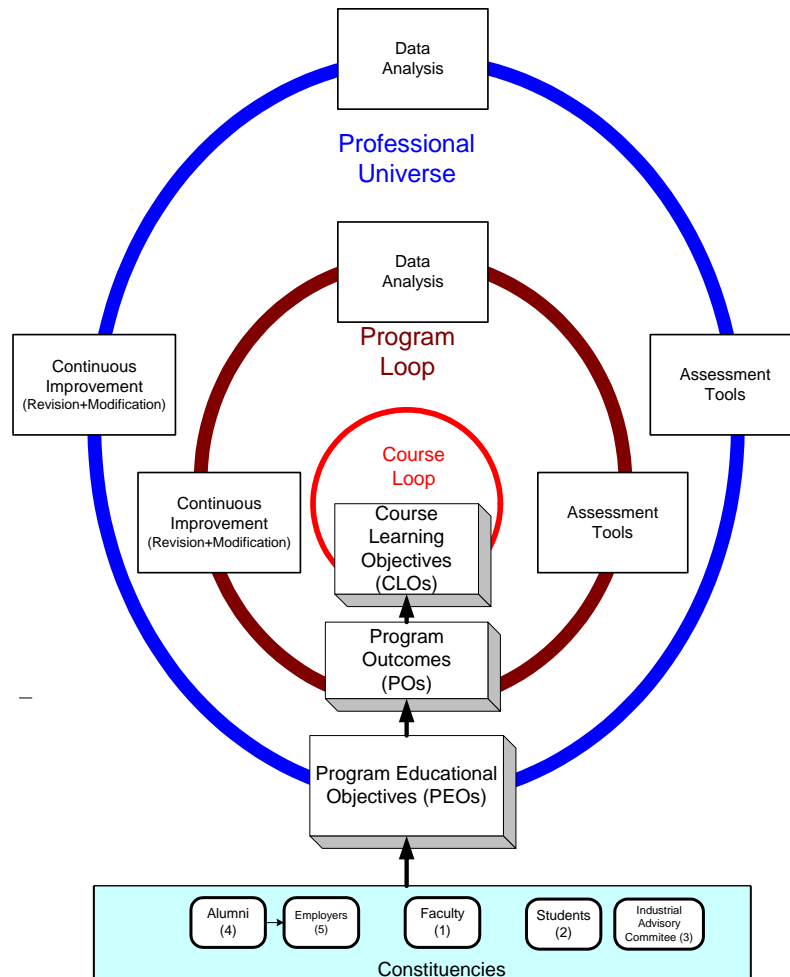 Data
Analysis
Professional
Universe
Data
Analysis
Program
Loop
Continuous
Improvement
(Revision+Modification)
Assessment
Tools
Course
Loop
Continuous
Improvement
(Revision+Modification)
Assessment
Tools
Course
Learning
Objectives
(CLOs)
Program
Outcomes
(POs)
Program Educational
Objectives (PEOs)
Alumni
(4)
Employers
(5)
Faculty
(1)
Students
(2)
Industrial
Advisory
Commitee (3)
Constituencies